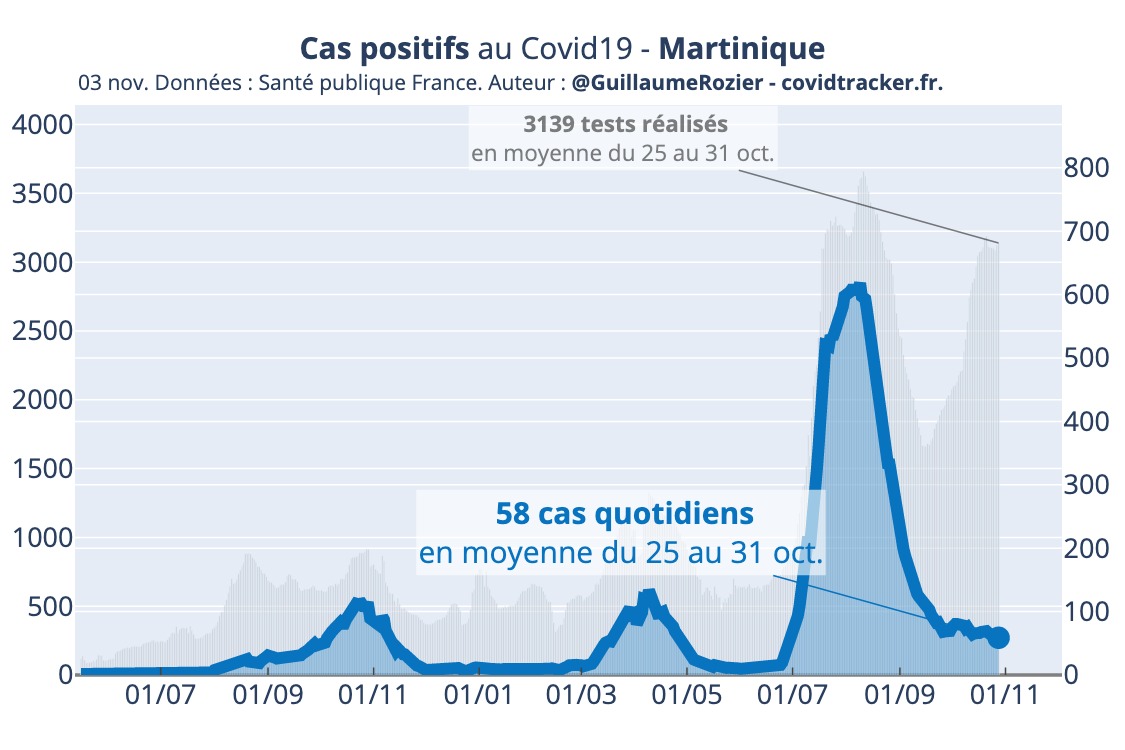 Cas positifs au Covid19 - Martinique
03 nov. Données : Santé publique France. Auteur : @GuillaumeRozier - covidtracker.fr.
4000
3139 tests réalisés
en moyenne du 25 au 31 oct.
800
3500
700
3000
600
2500
500
2000
400
1500
300
58 cas quotidiens
1000
200
en moyenne du 25 au 31 oct.
500
100
0
0
01/07 01/09 01/11 01/01 01/03 01/05 01/07 01/09 01/11